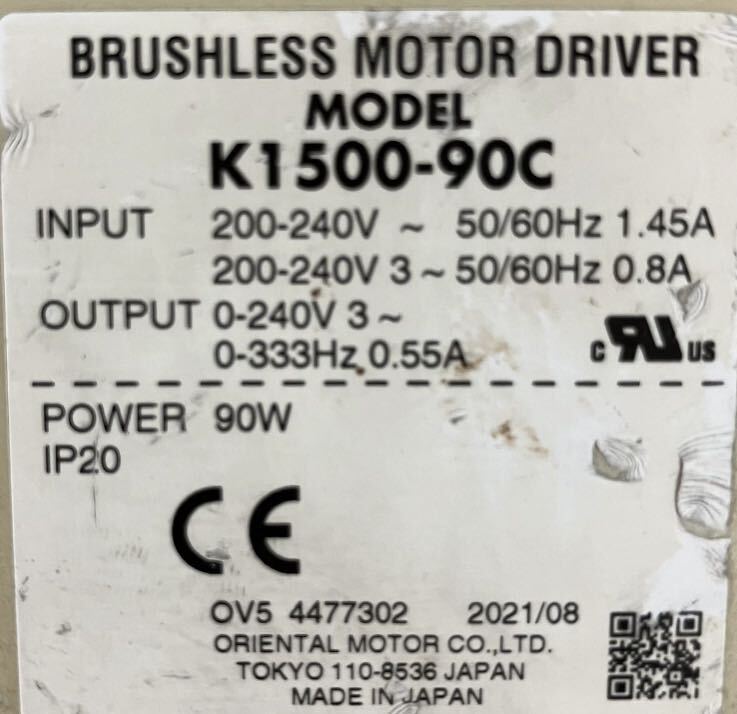 BRUSHLESS MOTOR DRIVER
MODEL
K1500-90C
INPUT 200-240V ~ 50/60Hz 1.45A
200-240V 3~ 50/60Hz 0.8A
OUTPUT 0-240V 3~
0-333Hz 0.55A
c RU US
POWER 90W
IP20
CE
OV5 4477302 2021/08
ORIENTAL MOTOR CO.,LTD.
TOKYO 110-8536 JAPAN
MADE IN JAPAN